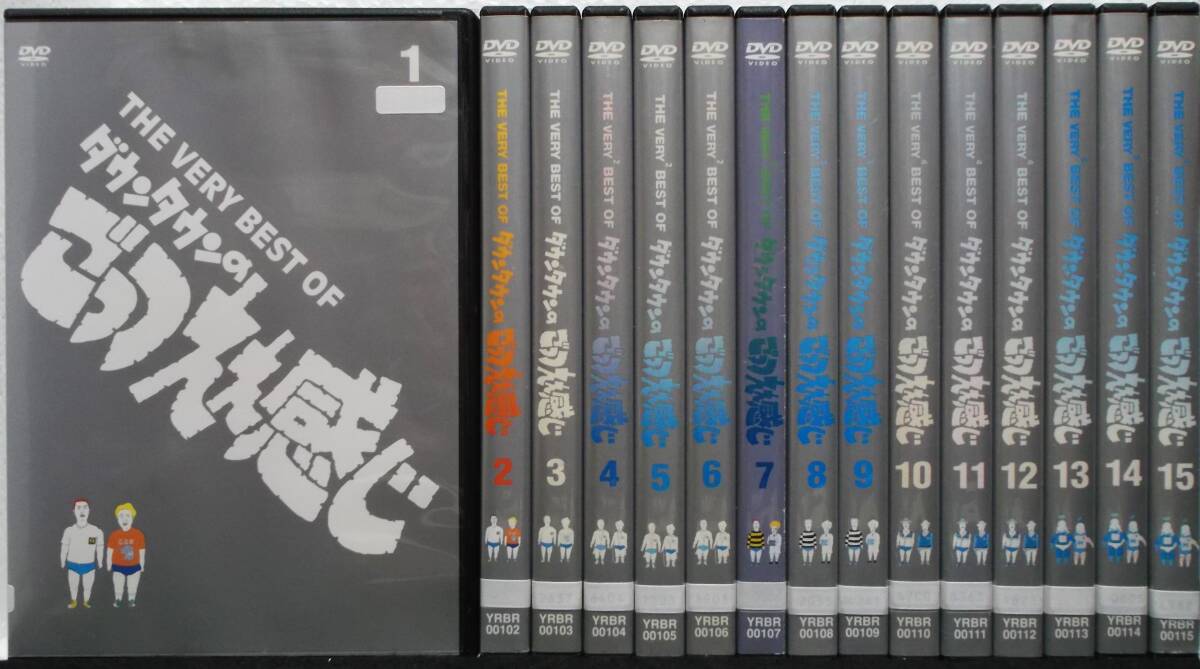 DVD
VIDEO
1
THE VERY BEST OF
ダウンタウンの
ごっつええ感じ
DVD
VIDEO
THE VERY BEST OF ダウンタウンの ごっつええ感じ
2
YRBR
00102
DVD
VIDEO
THE VERY BEST OF ダウンタウンの ごっつええ感じ
3
YRBR
00103
DVD
VIDEO
THE VERY² BEST OF ダウンタウンの ごっつええ感じ
4
YRBR
00104
DVD
VIDEO
THE VERY² BEST OF ダウンタウンの ごっつええ感じ
5
YRBR
00105
DVD
VIDEO
THE VERY² BEST OF ダウンタウンの ごっつええ感じ
6
YRBR
00106
DVD
VIDEO
THE VERY BEST OF ダウンタウンの ごっつええ感じ
7
YRBR
00107
DVD
VIDEO
THE VERY BEST OF ダウンタウンの ごっつええ感じ
8
YRBR
00108
DVD
VIDEO
THE VERY BEST OF ダウンタウンの ごっつええ感じ
9
YRBR
00109
DVD
VIDEO
THE VERY⁴ BEST OF ダウンタウンの ごっつええ感じ
10
YRBR
00110
DVD
VIDEO
THE VERY⁴ BEST OF ダウンタウンの ごっつええ感じ
11
YRBR
00111
DVD
VIDEO
THE VERY⁴ BEST OF ダウンタウンの ごっつええ感じ
12
YRBR
00112
DVD
VIDEO
THE VERY BEST OF ダウンタウンの ごっつええ感じ
13
YRBR
00113
DVD
VIDEO
THE VERY BEST OF ダウンタウンの ごっつええ感じ
14
YRBR
00114
DVD
VIDEO
THE VERY BEST OF ダウンタウンの ごっつええ感じ
15
YRBR
00115